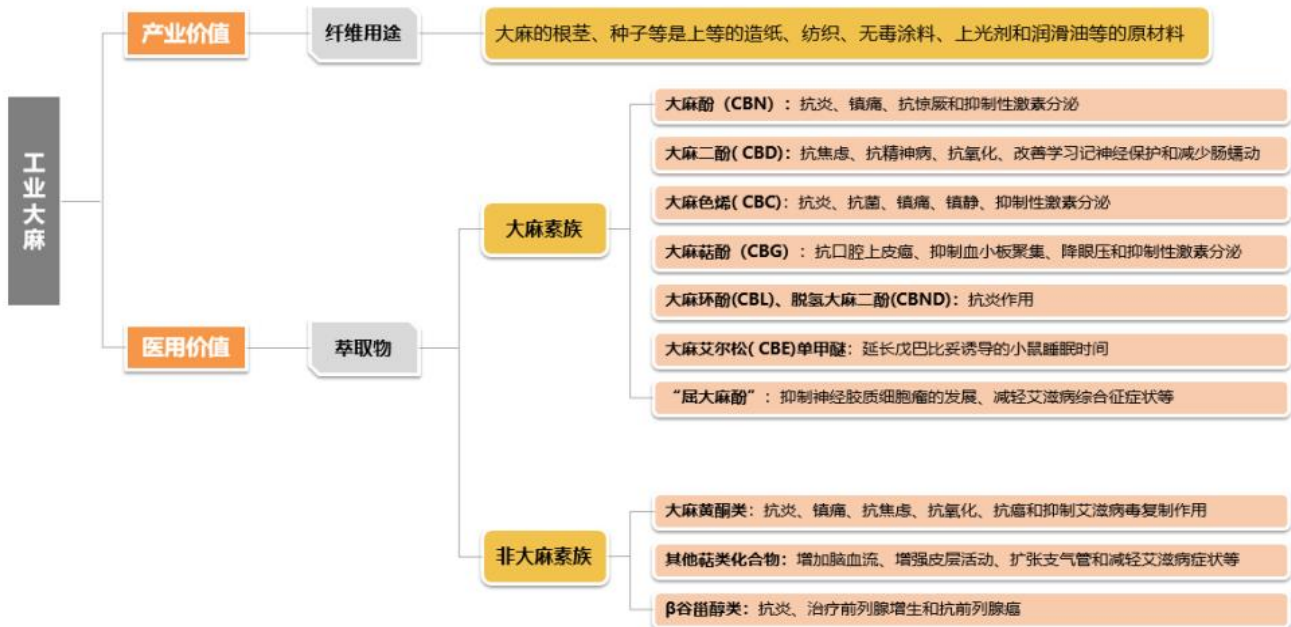 工业大麻
产业价值
纤维用途
大麻的根茎、种子等是上等的造纸、纺织、无毒涂料、上光剂和润滑油等的原材料
医用价值
萃取物
大麻素族
大麻酚（CBN）：抗炎、镇痛、抗惊厥和抑制性激素分泌
大麻二酚( CBD)：抗焦虑、抗精神病、抗氧化、改善学习记神经保护和减少肠蠕动
大麻色烯( CBC)：抗炎、抗菌、镇痛、镇静、抑制性激素分泌
大麻萜酚（CBG）：抗口腔上皮癌、抑制血小板聚集、降眼压和抑制性激素分泌
大麻环酚(CBL)、脱氢大麻二酚(CBND)：抗炎作用
大麻艾尔松( CBE)单甲醚：延长戊巴比妥诱导的小鼠睡眠时间
“屈大麻酚”：抑制神经胶质细胞瘤的发展、减轻艾滋病综合征症状等
非大麻素族
大麻黄酮类：抗炎、镇痛、抗焦虑、抗氧化、抗癌和抑制艾滋病毒复制作用
其他萜类化合物：增加脑血流、增强皮层活动、扩张支气管和减轻艾滋病症状等
β谷甾醇类：抗炎、治疗前列腺增生和抗前列腺癌